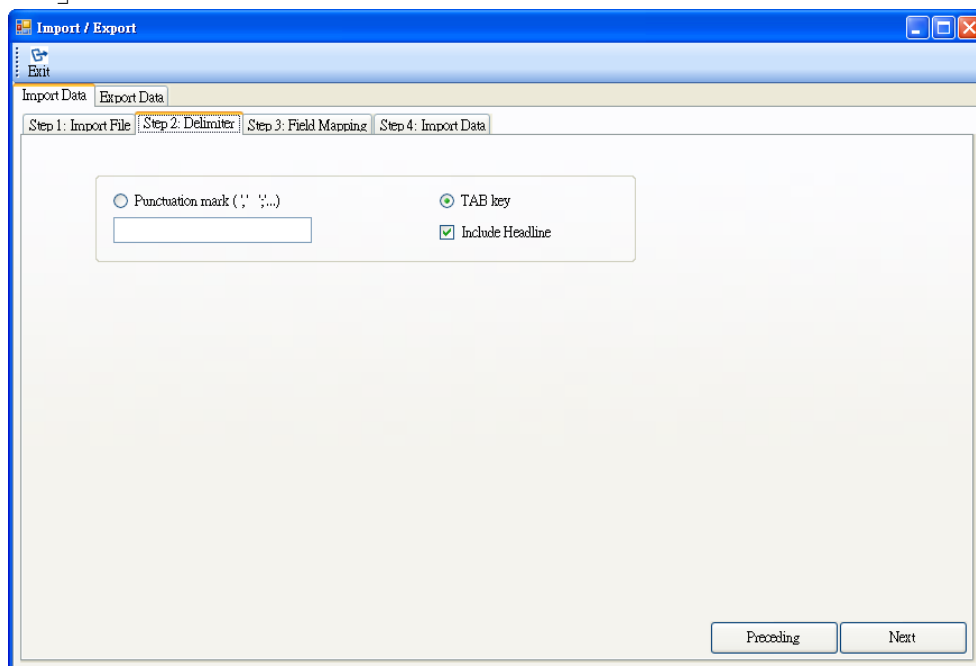 Import / Export
Exit
Import Data Export Data
Step 1: Import File Step 2: Delimiter Step 3: Field Mapping Step 4: Import Data
Punctuation mark ( ',' ';'...) TAB key
Include Headline
Preceding Next